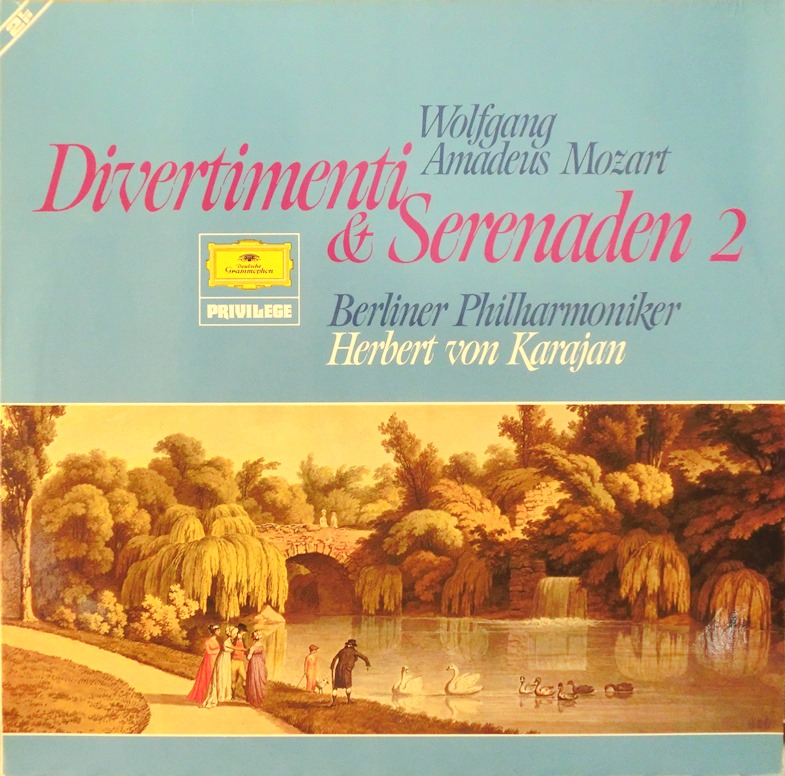 Wolfgang
Amadeus Mozart
Divertimenti
& Serenaden 2
Deutsche
Grammophon
PRIVILEGE
Berliner Philharmoniker
Herbert von Karajan